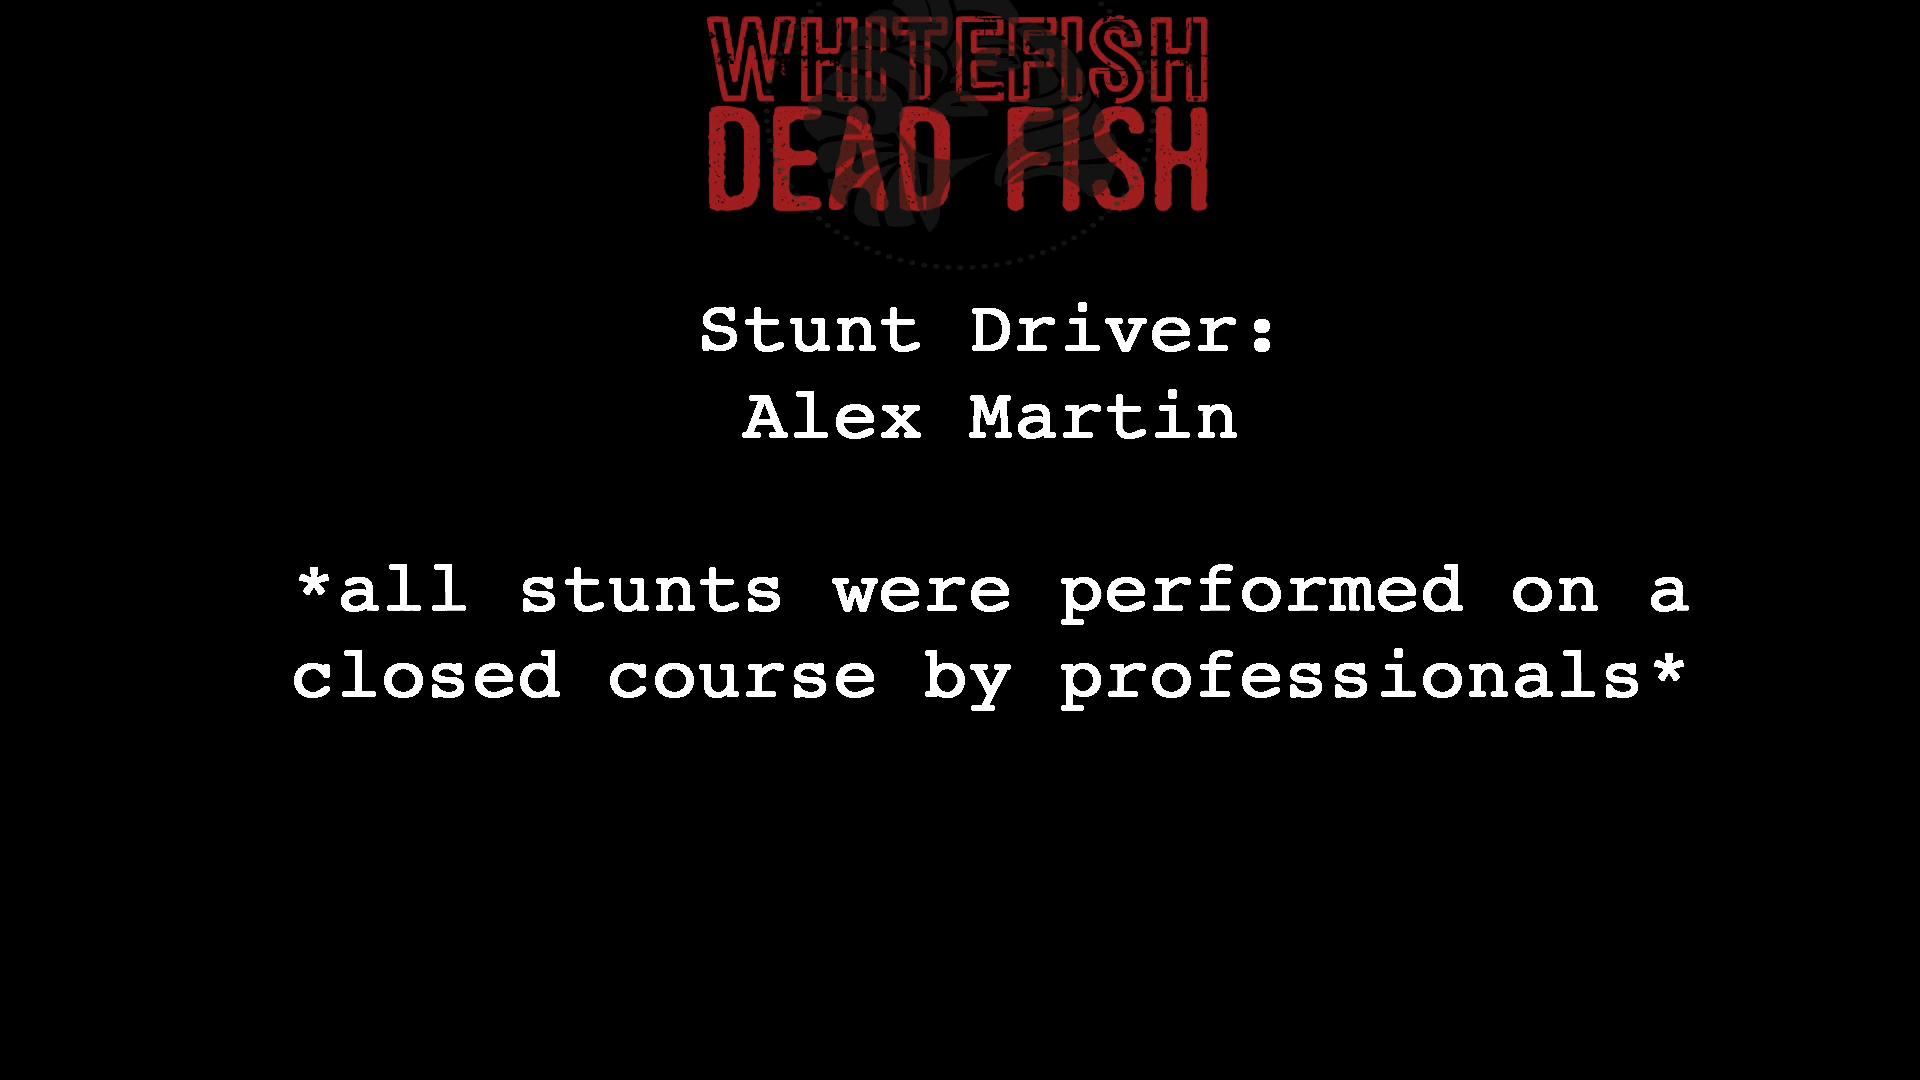 WHITEFISH
DEAD FISH
Stunt Driver:
Alex Martin
*all stunts were performed on a
closed course by professionals*